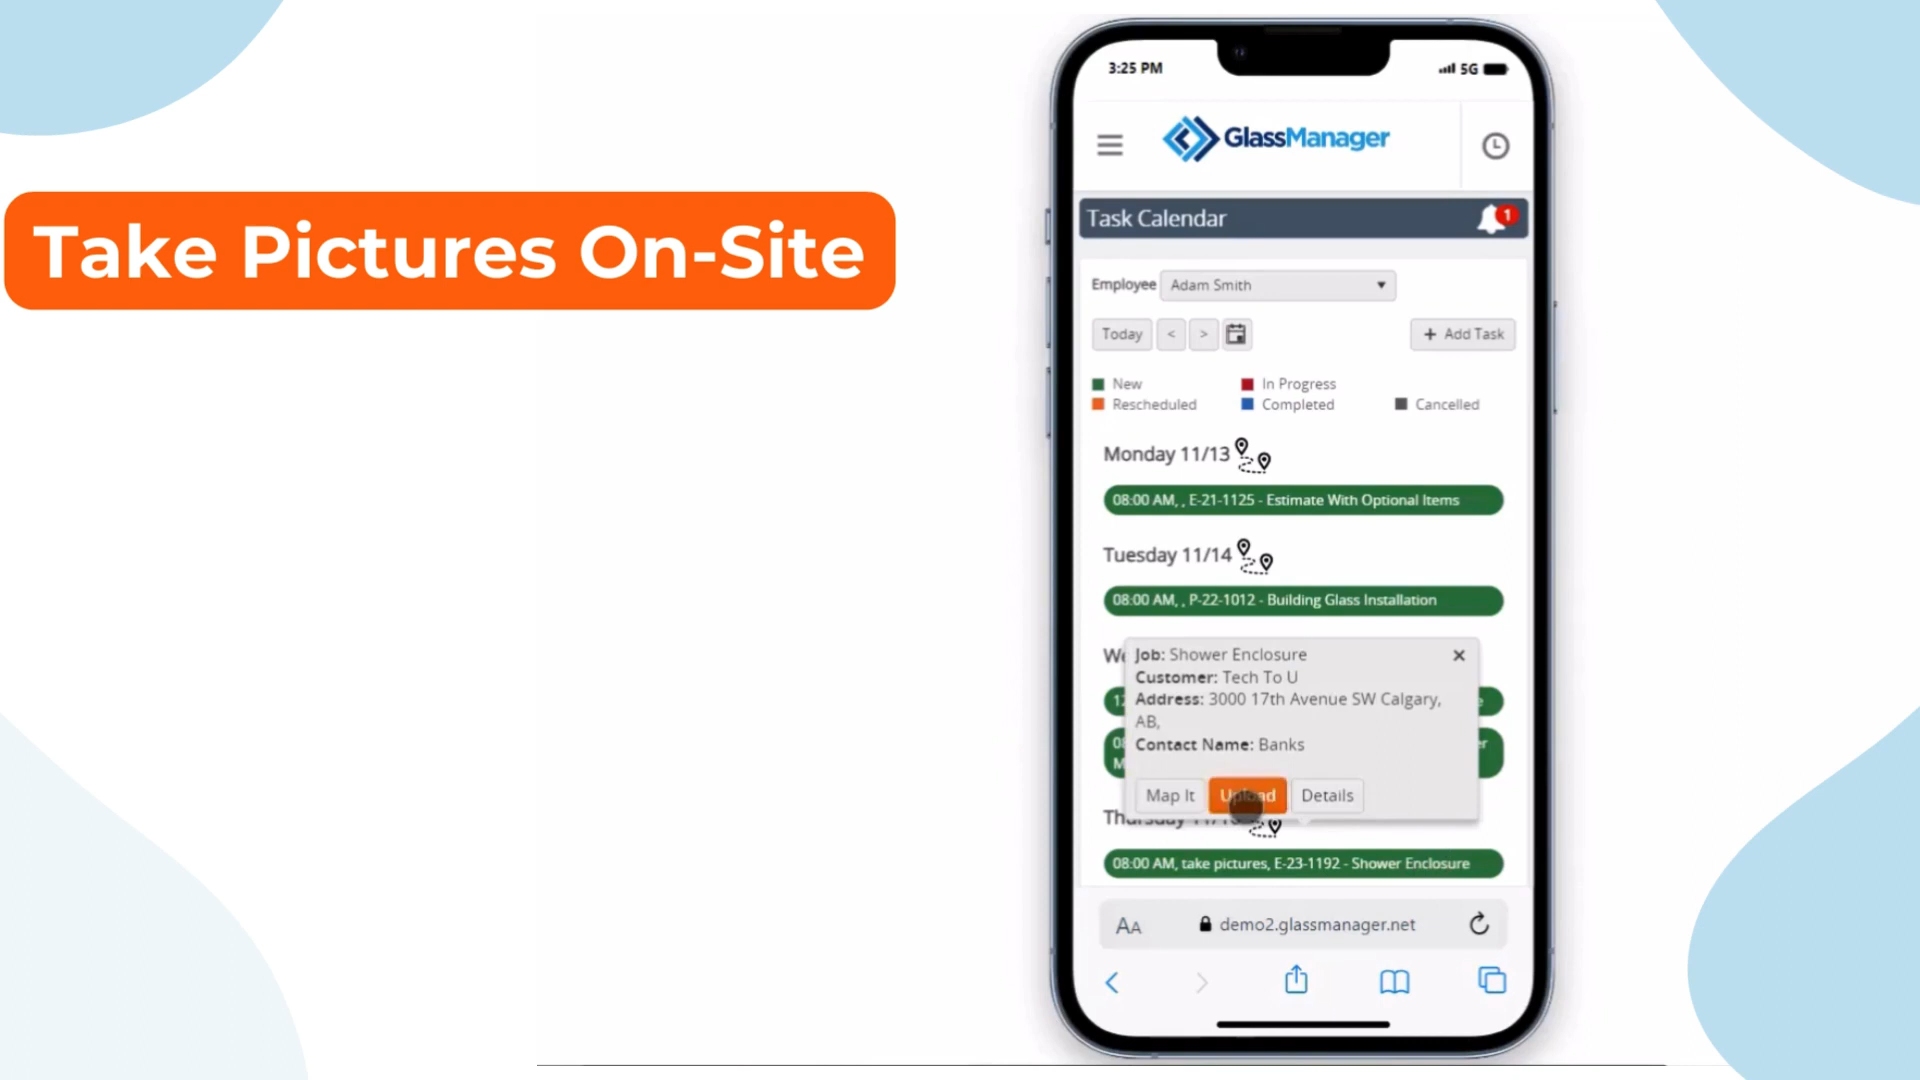 Take Pictures On-Site
3:25 PM
5G
GlassManager
Task Calendar
1
Employee
Adam Smith
Today
<
>
+ Add Task
New
In Progress
Rescheduled
Completed
Cancelled
Monday 11/13
08:00 AM, , E-21-1125 - Estimate With Optional Items
Tuesday 11/14
08:00 AM, , P-22-1012 - Building Glass Installation
Job: Shower Enclosure
Customer: Tech To U
Address: 3000 17th Avenue SW Calgary,
AB,
Contact Name: Banks
Map It
Upload
Details
08:00 AM, take pictures, E-23-1192 - Shower Enclosure
AA
demo2.glassmanager.net